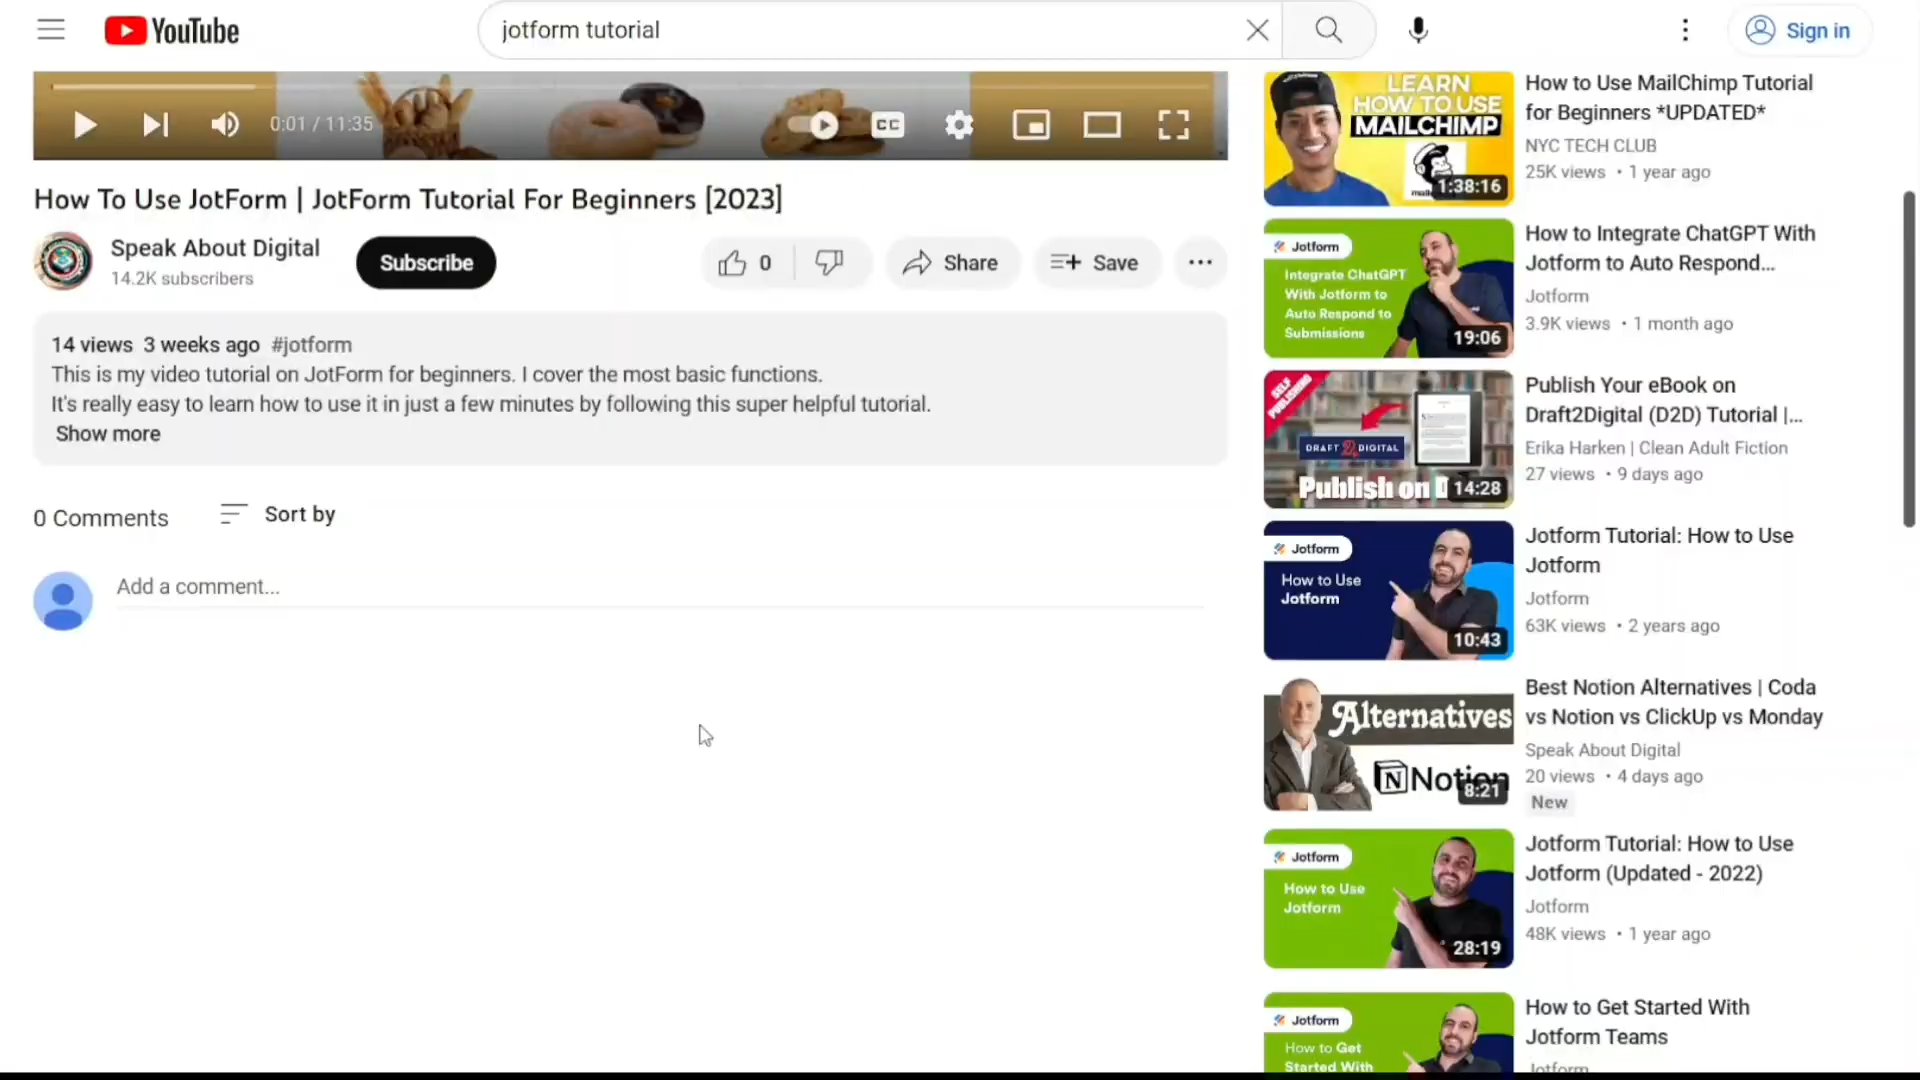 YouTube
jotform tutorial
Sign in
0:01 / 11:35
CC
How To Use JotForm | JotForm Tutorial For Beginners [2023]
Speak About Digital
14.2K subscribers
Subscribe
0
Share
Save
14 views 3 weeks ago #jotform
This is my video tutorial on JotForm for beginners. I cover the most basic functions.
It's really easy to learn how to use it in just a few minutes by following this super helpful tutorial.
Show more
0 Comments
Sort by
Add a comment...
LEARN
HOW TO USE
MAILCHIMP
1:38:16
How to Use MailChimp Tutorial
for Beginners *UPDATED*
NYC TECH CLUB
25K views • 1 year ago
Jotform
Integrate ChatGPT
With Jotform to
Auto Respond to
Submissions
19:06
How to Integrate ChatGPT With
Jotform to Auto Respond...
Jotform
3.9K views • 1 month ago
SELF
PUBLISHING
DRAFT 2 DIGITAL
Publish on D
14:28
Publish Your eBook on
Draft2Digital (D2D) Tutorial |...
Erika Harken | Clean Adult Fiction
27 views • 9 days ago
Jotform
How to Use
Jotform
10:43
Jotform Tutorial: How to Use
Jotform
Jotform
63K views • 2 years ago
Alternatives
Notion
8:21
Best Notion Alternatives | Coda
vs Notion vs ClickUp vs Monday
Speak About Digital
20 views • 4 days ago
New
Jotform
How to Use
Jotform
28:19
Jotform Tutorial: How to Use
Jotform (Updated - 2022)
Jotform
48K views • 1 year ago
Jotform
How to Get
Started With
How to Get Started With
Jotform Teams
Jotform